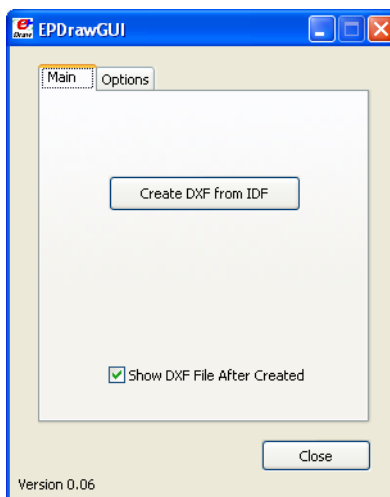 EPDrawGUI
Main Options
Create DXF from IDF
Show DXF File After Created
Close
Version 0.06